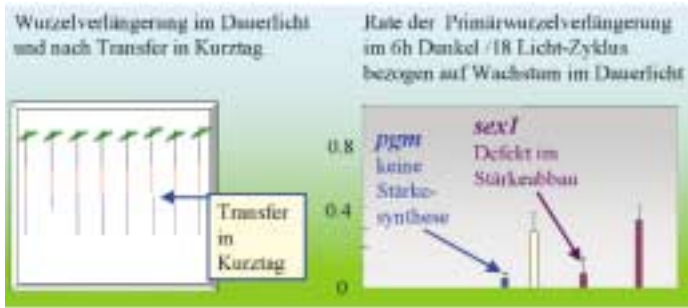 Wurzelverlängerung im Dauerlicht
und nach Transfer in Kurztag
Transfer
in
Kurztag
Rate der Primärwurzelverlängerung
im 6h Dunkel /18 Licht-Zyklus
bezogen auf Wachstum im Dauerlicht
0.8
0.4
0
pgm
keine
Stärke-
synthese
sex1
Defekt im
Stärkeabbau